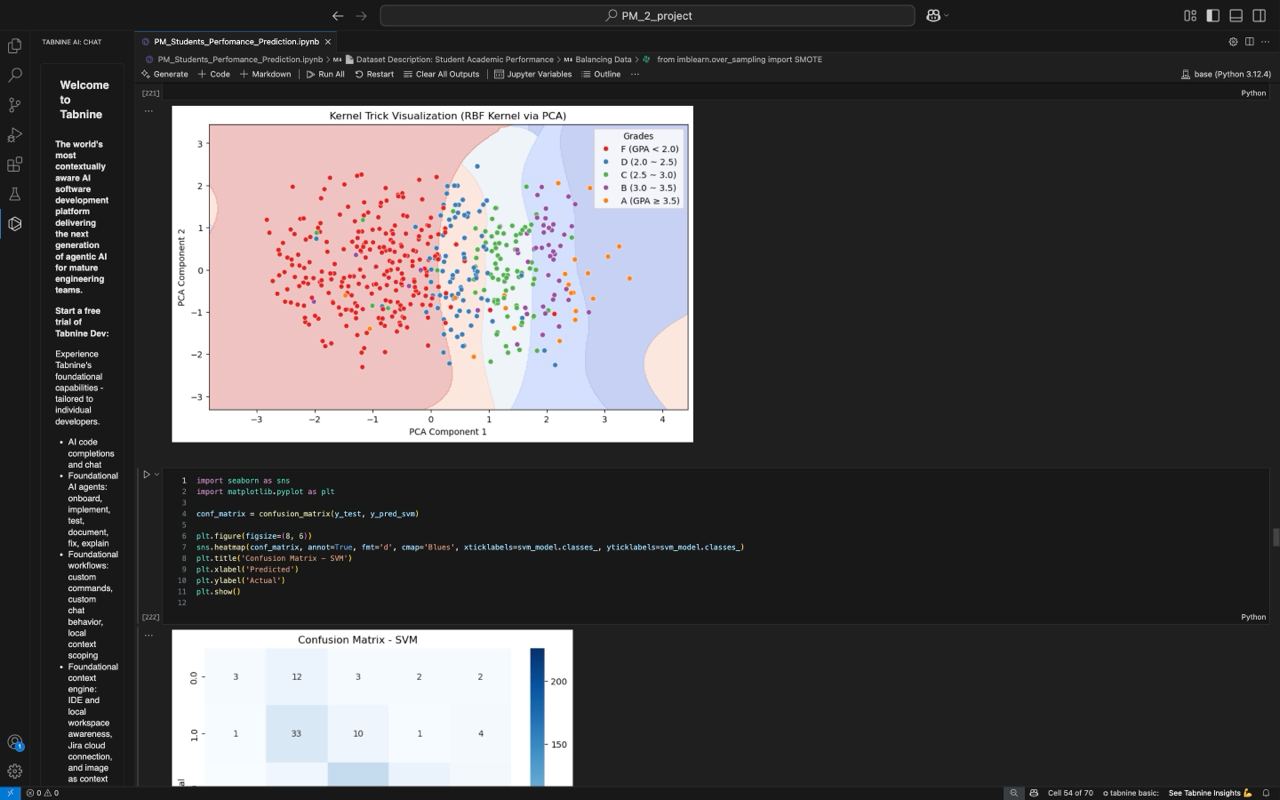 PM_2_project
TABNINE AI: CHAT
Welcome
to
Tabnine
The world's
most
contextually
aware AI
software
development
platform
delivering
the next
generation
of agentic AI
for mature
engineering
teams.
Start a free
trial of
Tabnine Dev:
Experience
Tabnine's
foundational
capabilities -
tailored to
individual
developers.
• AI code
completions
and chat
• Foundational
AI agents:
onboard,
implement,
test,
document,
fix, explain
• Foundational
workflows:
custom
commands,
custom
chat
behavior,
local
context
scoping
• Foundational
context
engine:
IDE and
local
workspace
awareness,
Jira cloud
connection,
and image
as context
PM_Students_Perfomance_Prediction.ipynb
PM_Students_Perfomance_Prediction.ipynb > M↓ Dataset Description: Student Academic Performance > M↓ Balancing Data > from imblearn.over_sampling import SMOTE
Generate + Code + Markdown | Run All Restart Clear All Outputs | Jupyter Variables Outline ...
base (Python 3.12.4)
[221]
Python
Kernel Trick Visualization (RBF Kernel via PCA)
Grades
F (GPA < 2.0)
D (2.0 ~ 2.5)
C (2.5 ~ 3.0)
B (3.0 ~ 3.5)
A (GPA ≥ 3.5)
3
2
1
0
−1
−2
−3
PCA Component 2
−3 −2 −1 0 1 2 3 4
PCA Component 1
1 import seaborn as sns
2 import matplotlib.pyplot as plt
3
4 conf_matrix = confusion_matrix(y_test, y_pred_svm)
5
6 plt.figure(figsize=(8, 6))
7 sns.heatmap(conf_matrix, annot=True, fmt='d', cmap='Blues', xticklabels=svm_model.classes_, yticklabels=svm_model.classes_)
8 plt.title('Confusion Matrix - SVM')
9 plt.xlabel('Predicted')
10 plt.ylabel('Actual')
11 plt.show()
12
[222]
Python
Confusion Matrix - SVM
0.0 3 12 3 2 2
200
1.0 1 33 10 1 4
150
1
0 0
Cell 54 of 70
tabnine basic:
See Tabnine Insights 💪